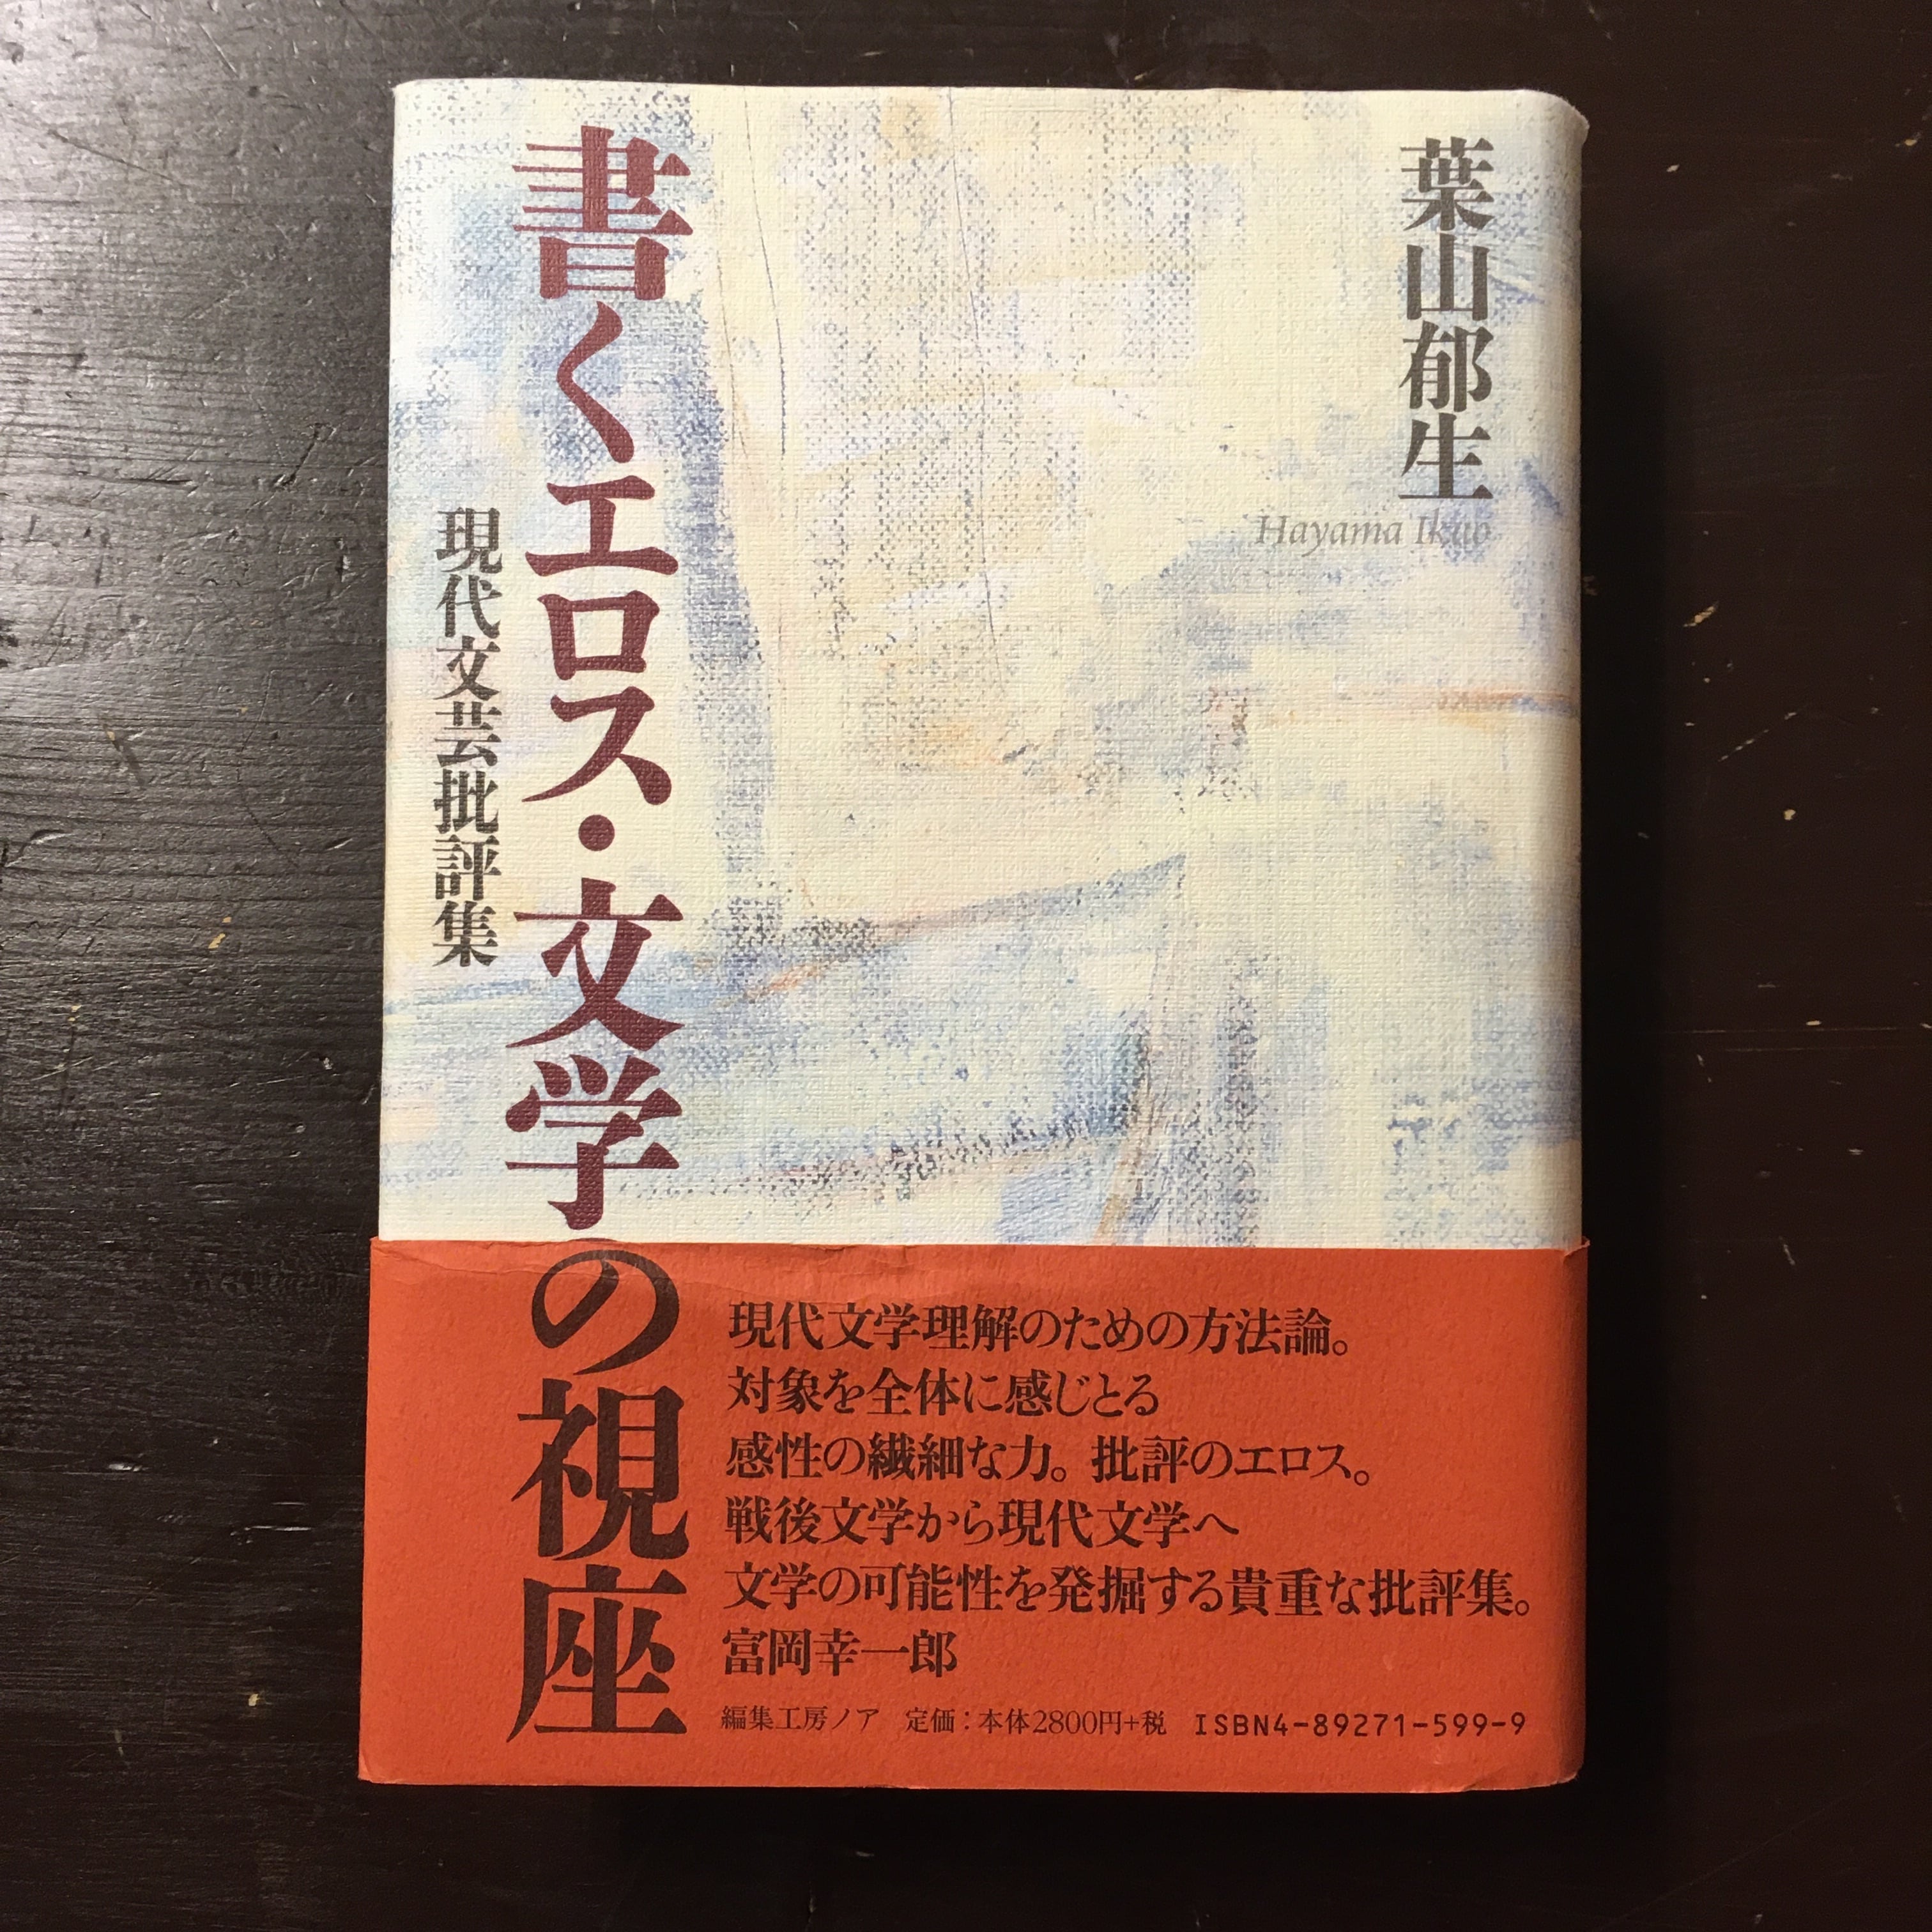 葉山郁生
Hayama Ikuo
書くエロス・文学の視座
現代文芸批評集
現代文学理解のための方法論。
対象を全体に感じとる
感性の繊細な力。批評のエロス。
戦後文学から現代文学へ
文学の可能性を発掘する貴重な批評集。
富岡幸一郎
編集工房ノア 定価：本体2800円+税 ISBN4-89271-599-9